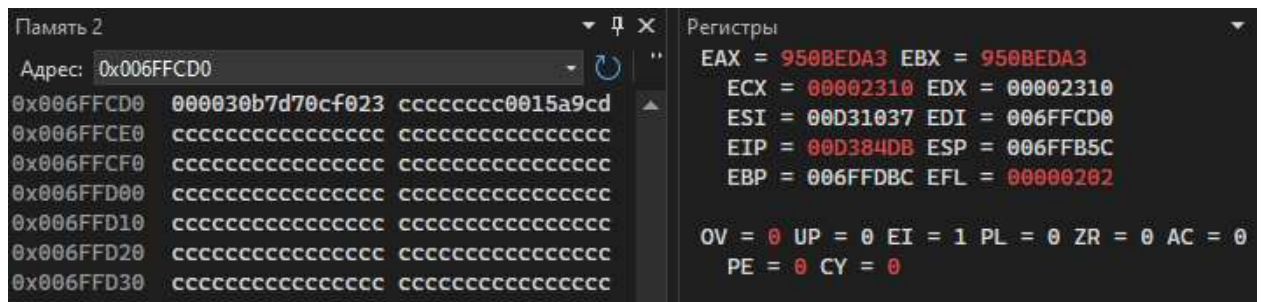 Память 2
Адрес: 0x006FFCD0
0x006FFCD0 000030b7d70cf023 cccccccc0015a9cd
0x006FFCE0 cccccccccccccccc cccccccccccccccc
0x006FFCF0 cccccccccccccccc cccccccccccccccc
0x006FFD00 cccccccccccccccc cccccccccccccccc
0x006FFD10 cccccccccccccccc cccccccccccccccc
0x006FFD20 cccccccccccccccc cccccccccccccccc
0x006FFD30 cccccccccccccccc cccccccccccccccc
Регистры
EAX = 950BEDA3 EBX = 950BEDA3
ECX = 00002310 EDX = 00002310
ESI = 00D31037 EDI = 006FFCD0
EIP = 00D384DB ESP = 006FFB5C
EBP = 006FFDBC EFL = 00000202
OV = 0 UP = 0 EI = 1 PL = 0 ZR = 0 AC = 0
PE = 0 CY = 0